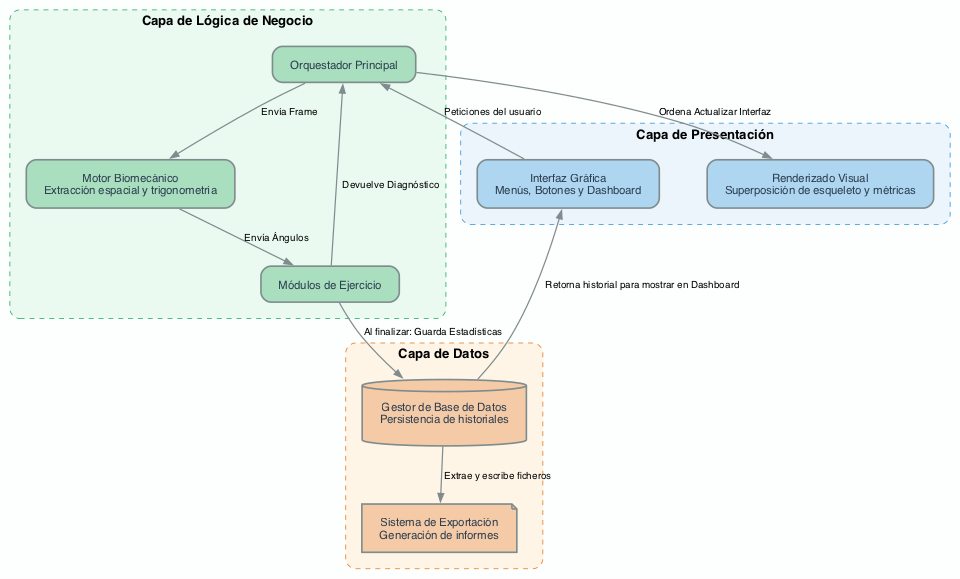 Capa de Lógica de Negocio
Orquestador Principal
Envía Frame
Peticiones del usuario
Ordena Actualizar Interfaz
Capa de Presentación
Motor Biomecánico
Extracción espacial y trigonometría
Interfaz Gráfica
Menús, Botones y Dashboard
Renderizado Visual
Superposición de esqueleto y métricas
Devuelve Diagnóstico
Envía Ángulos
Módulos de Ejercicio
Retorna historial para mostrar en Dashboard
Al finalizar: Guarda Estadísticas
Capa de Datos
Gestor de Base de Datos
Persistencia de historiales
Extrae y escribe ficheros
Sistema de Exportación
Generación de informes